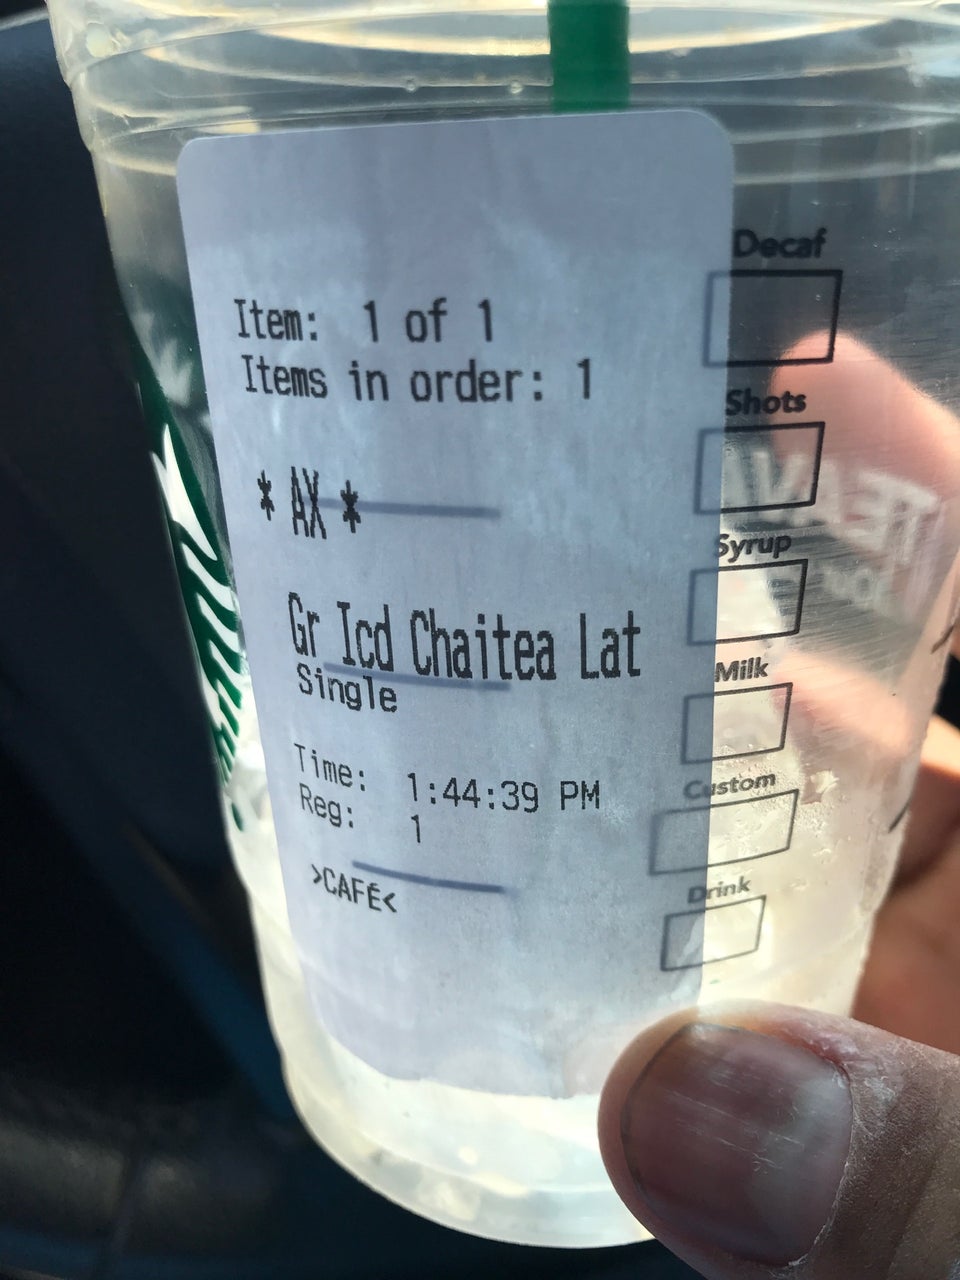 Item: 1 of 1
Items in order: 1
* AX *
Gr Icd Chaitea Lat
Single
Time: 1:44:39 PM
Reg: 1
>CAFÉ<
Decaf
Shots
Syrup
Milk
Custom
Drink